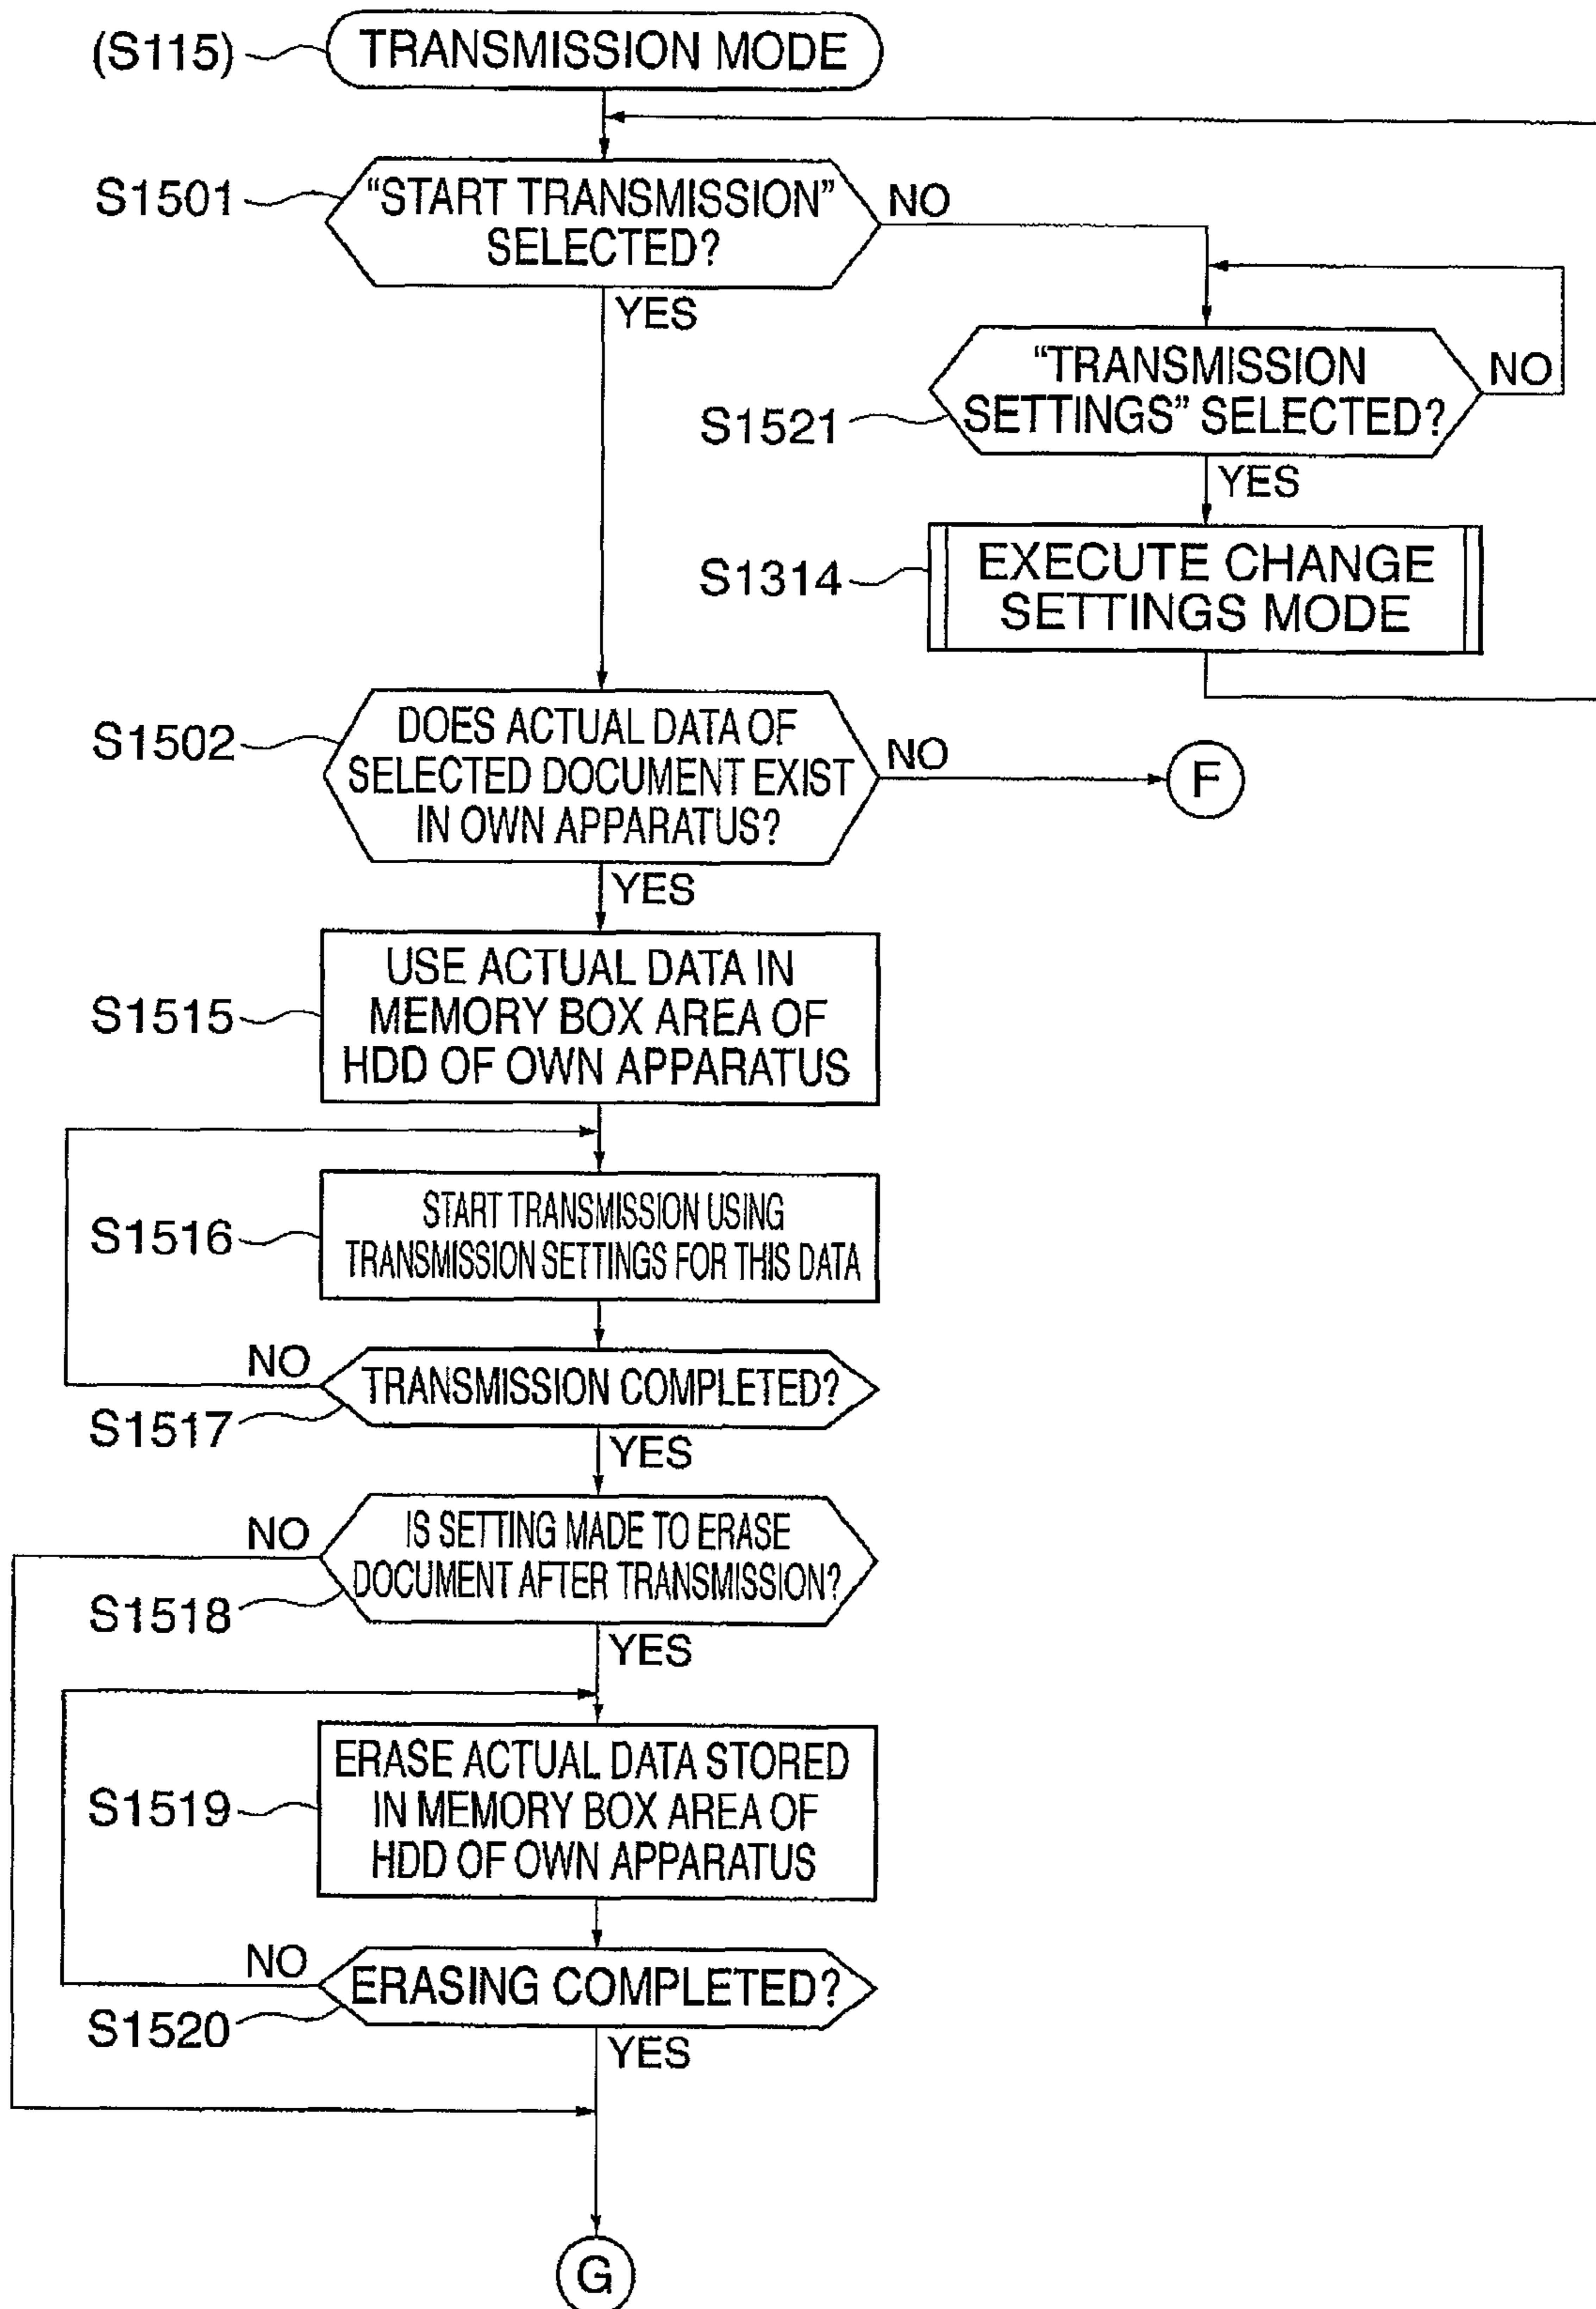 (S115)
TRANSMISSION MODE
S1501
“START TRANSMISSION”
SELECTED?
NO
YES
“TRANSMISSION
SETTINGS” SELECTED?
NO
S1521
YES
S1314
EXECUTE CHANGE
SETTINGS MODE
S1502
DOES ACTUAL DATA OF
SELECTED DOCUMENT EXIST
IN OWN APPARATUS?
NO
F
YES
S1515
USE ACTUAL DATA IN
MEMORY BOX AREA OF
HDD OF OWN APPARATUS
S1516
START TRANSMISSION USING
TRANSMISSION SETTINGS FOR THIS DATA
NO
TRANSMISSION COMPLETED?
S1517
YES
NO
IS SETTING MADE TO ERASE
DOCUMENT AFTER TRANSMISSION?
S1518
YES
S1519
ERASE ACTUAL DATA STORED
IN MEMORY BOX AREA OF
HDD OF OWN APPARATUS
NO
ERASING COMPLETED?
S1520
YES
G